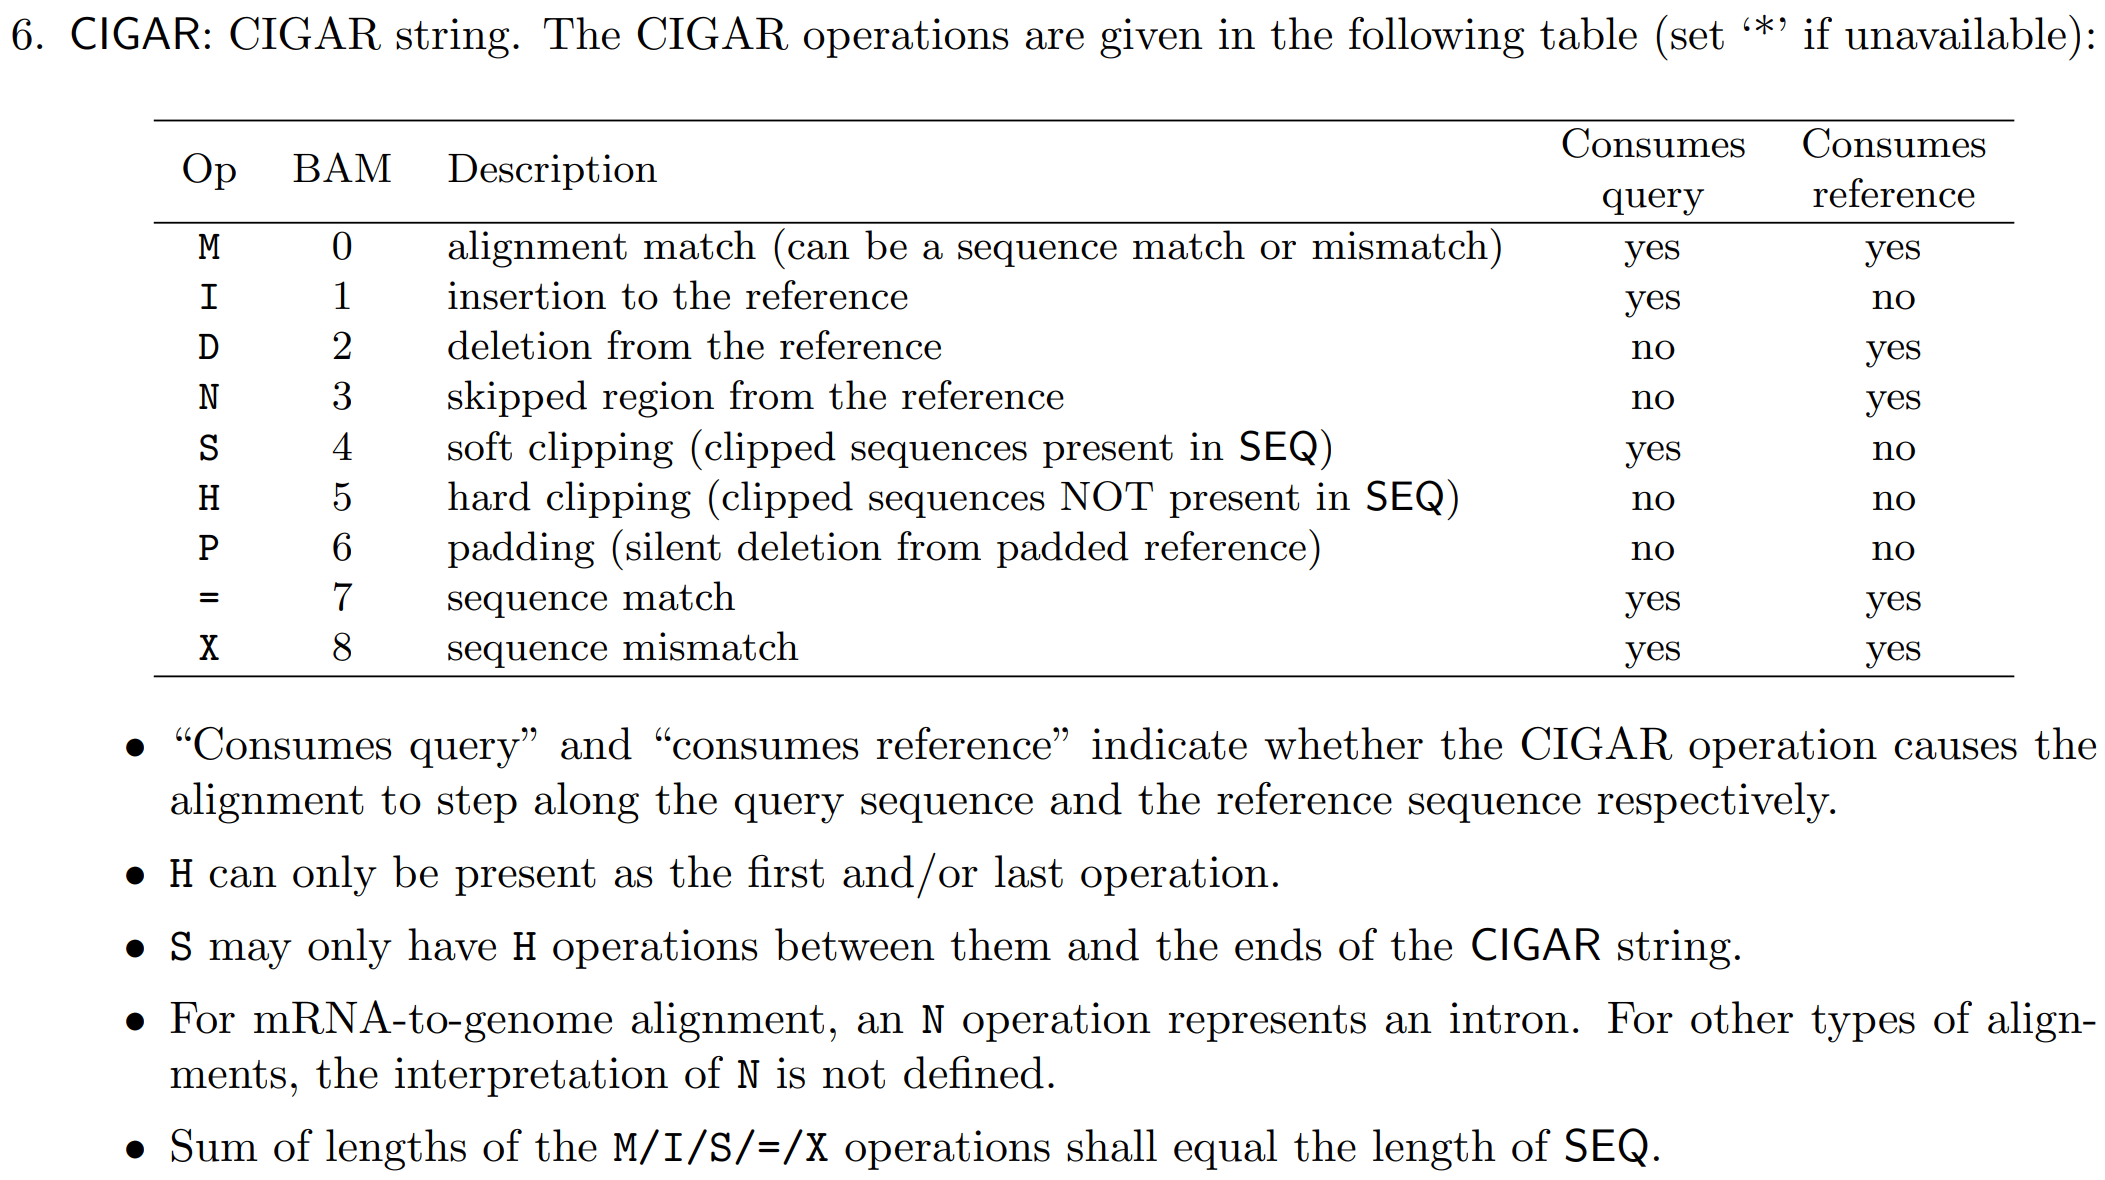 6. CIGAR: CIGAR string. The CIGAR operations are given in the following table (set ‘*’ if unavailable):
Op BAM Description Consumes query Consumes reference
M 0 alignment match (can be a sequence match or mismatch) yes yes
I 1 insertion to the reference yes no
D 2 deletion from the reference no yes
N 3 skipped region from the reference no yes
S 4 soft clipping (clipped sequences present in SEQ) yes no
H 5 hard clipping (clipped sequences NOT present in SEQ) no no
P 6 padding (silent deletion from padded reference) no no
= 7 sequence match yes yes
X 8 sequence mismatch yes yes
• “Consumes query” and “consumes reference” indicate whether the CIGAR operation causes the
alignment to step along the query sequence and the reference sequence respectively.
• H can only be present as the first and/or last operation.
• S may only have H operations between them and the ends of the CIGAR string.
• For mRNA-to-genome alignment, an N operation represents an intron. For other types of align-
ments, the interpretation of N is not defined.
• Sum of lengths of the M/I/S/=/X operations shall equal the length of SEQ.